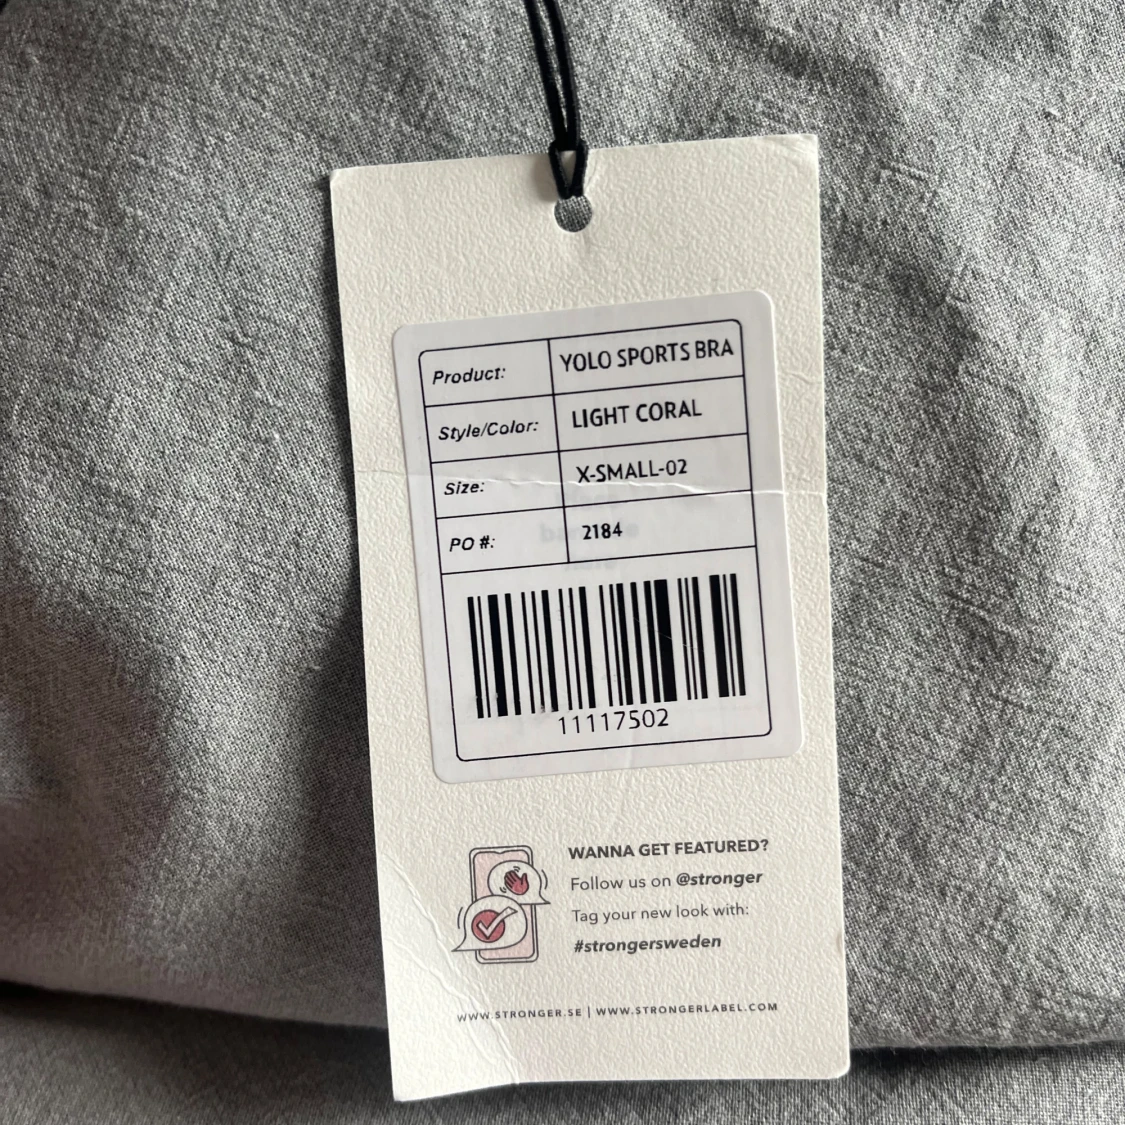 Product: YOLO SPORTS BRA
Style/Color: LIGHT CORAL
Size: X-SMALL-02
PO #: 2184
11117502
WANNA GET FEATURED?
Follow us on @stronger
Tag your new look with:
#strongersweden
WWW.STRONGER.SE | WWW.STRONGERLABEL.COM